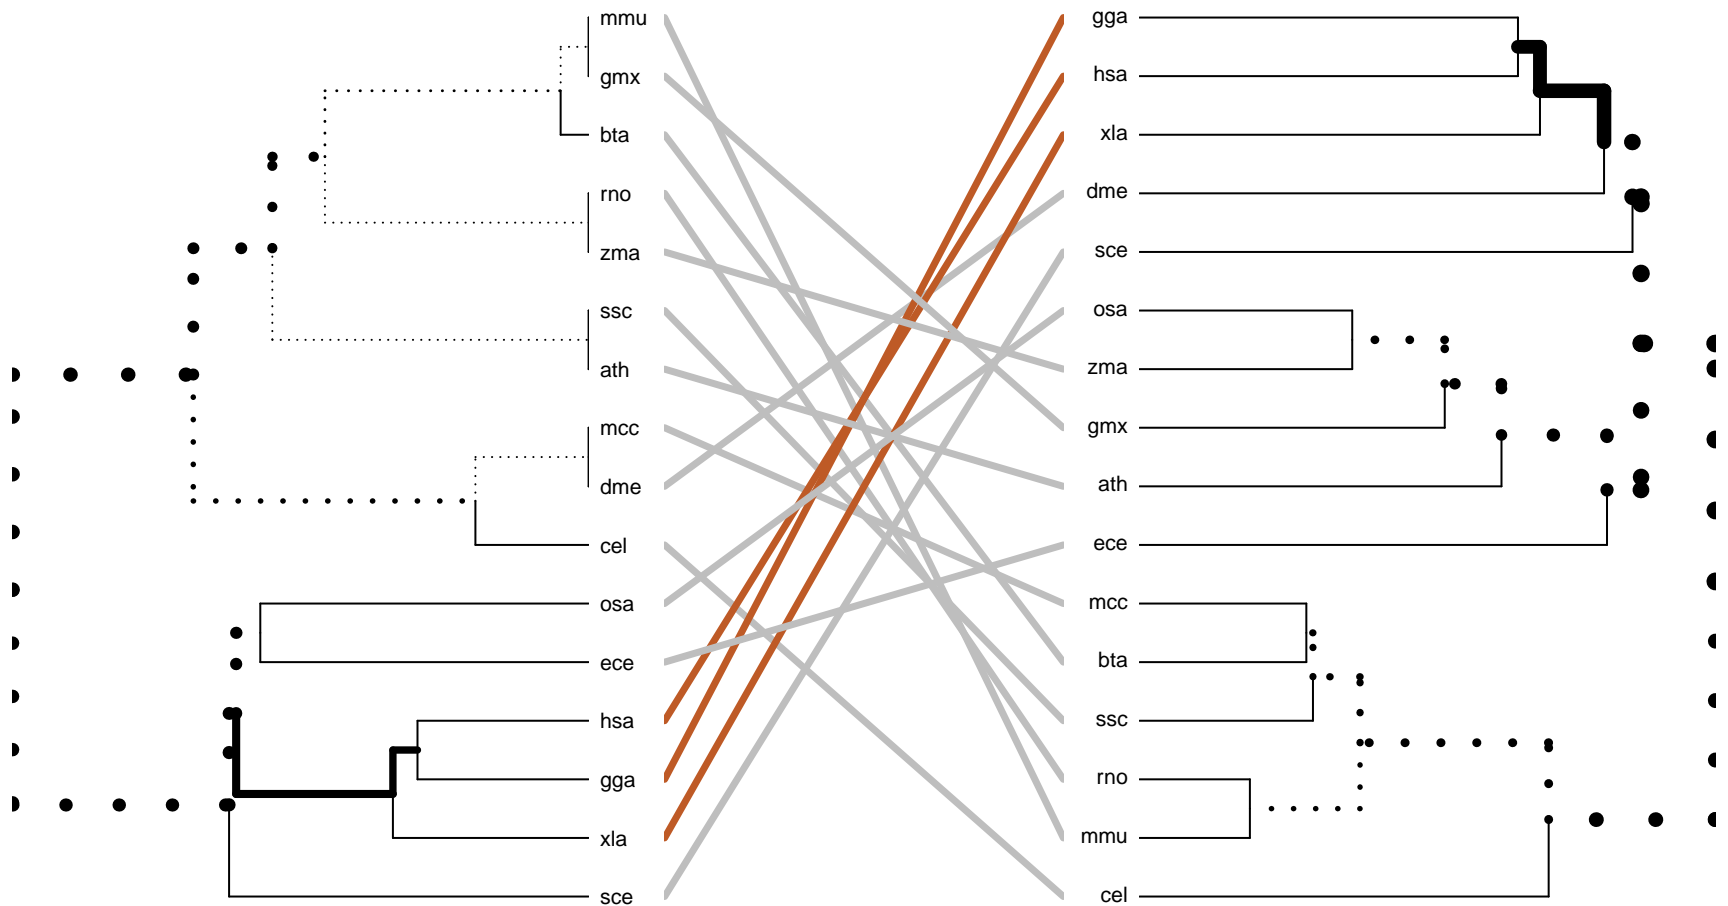 mmu
gmx
bta
rno
zma
ssc
ath
mcc
dme
cel
osa
ece
hsa
gga
xla
sce
gga
hsa
xla
dme
sce
osa
zma
gmx
ath
ece
mcc
bta
ssc
rno
mmu
cel